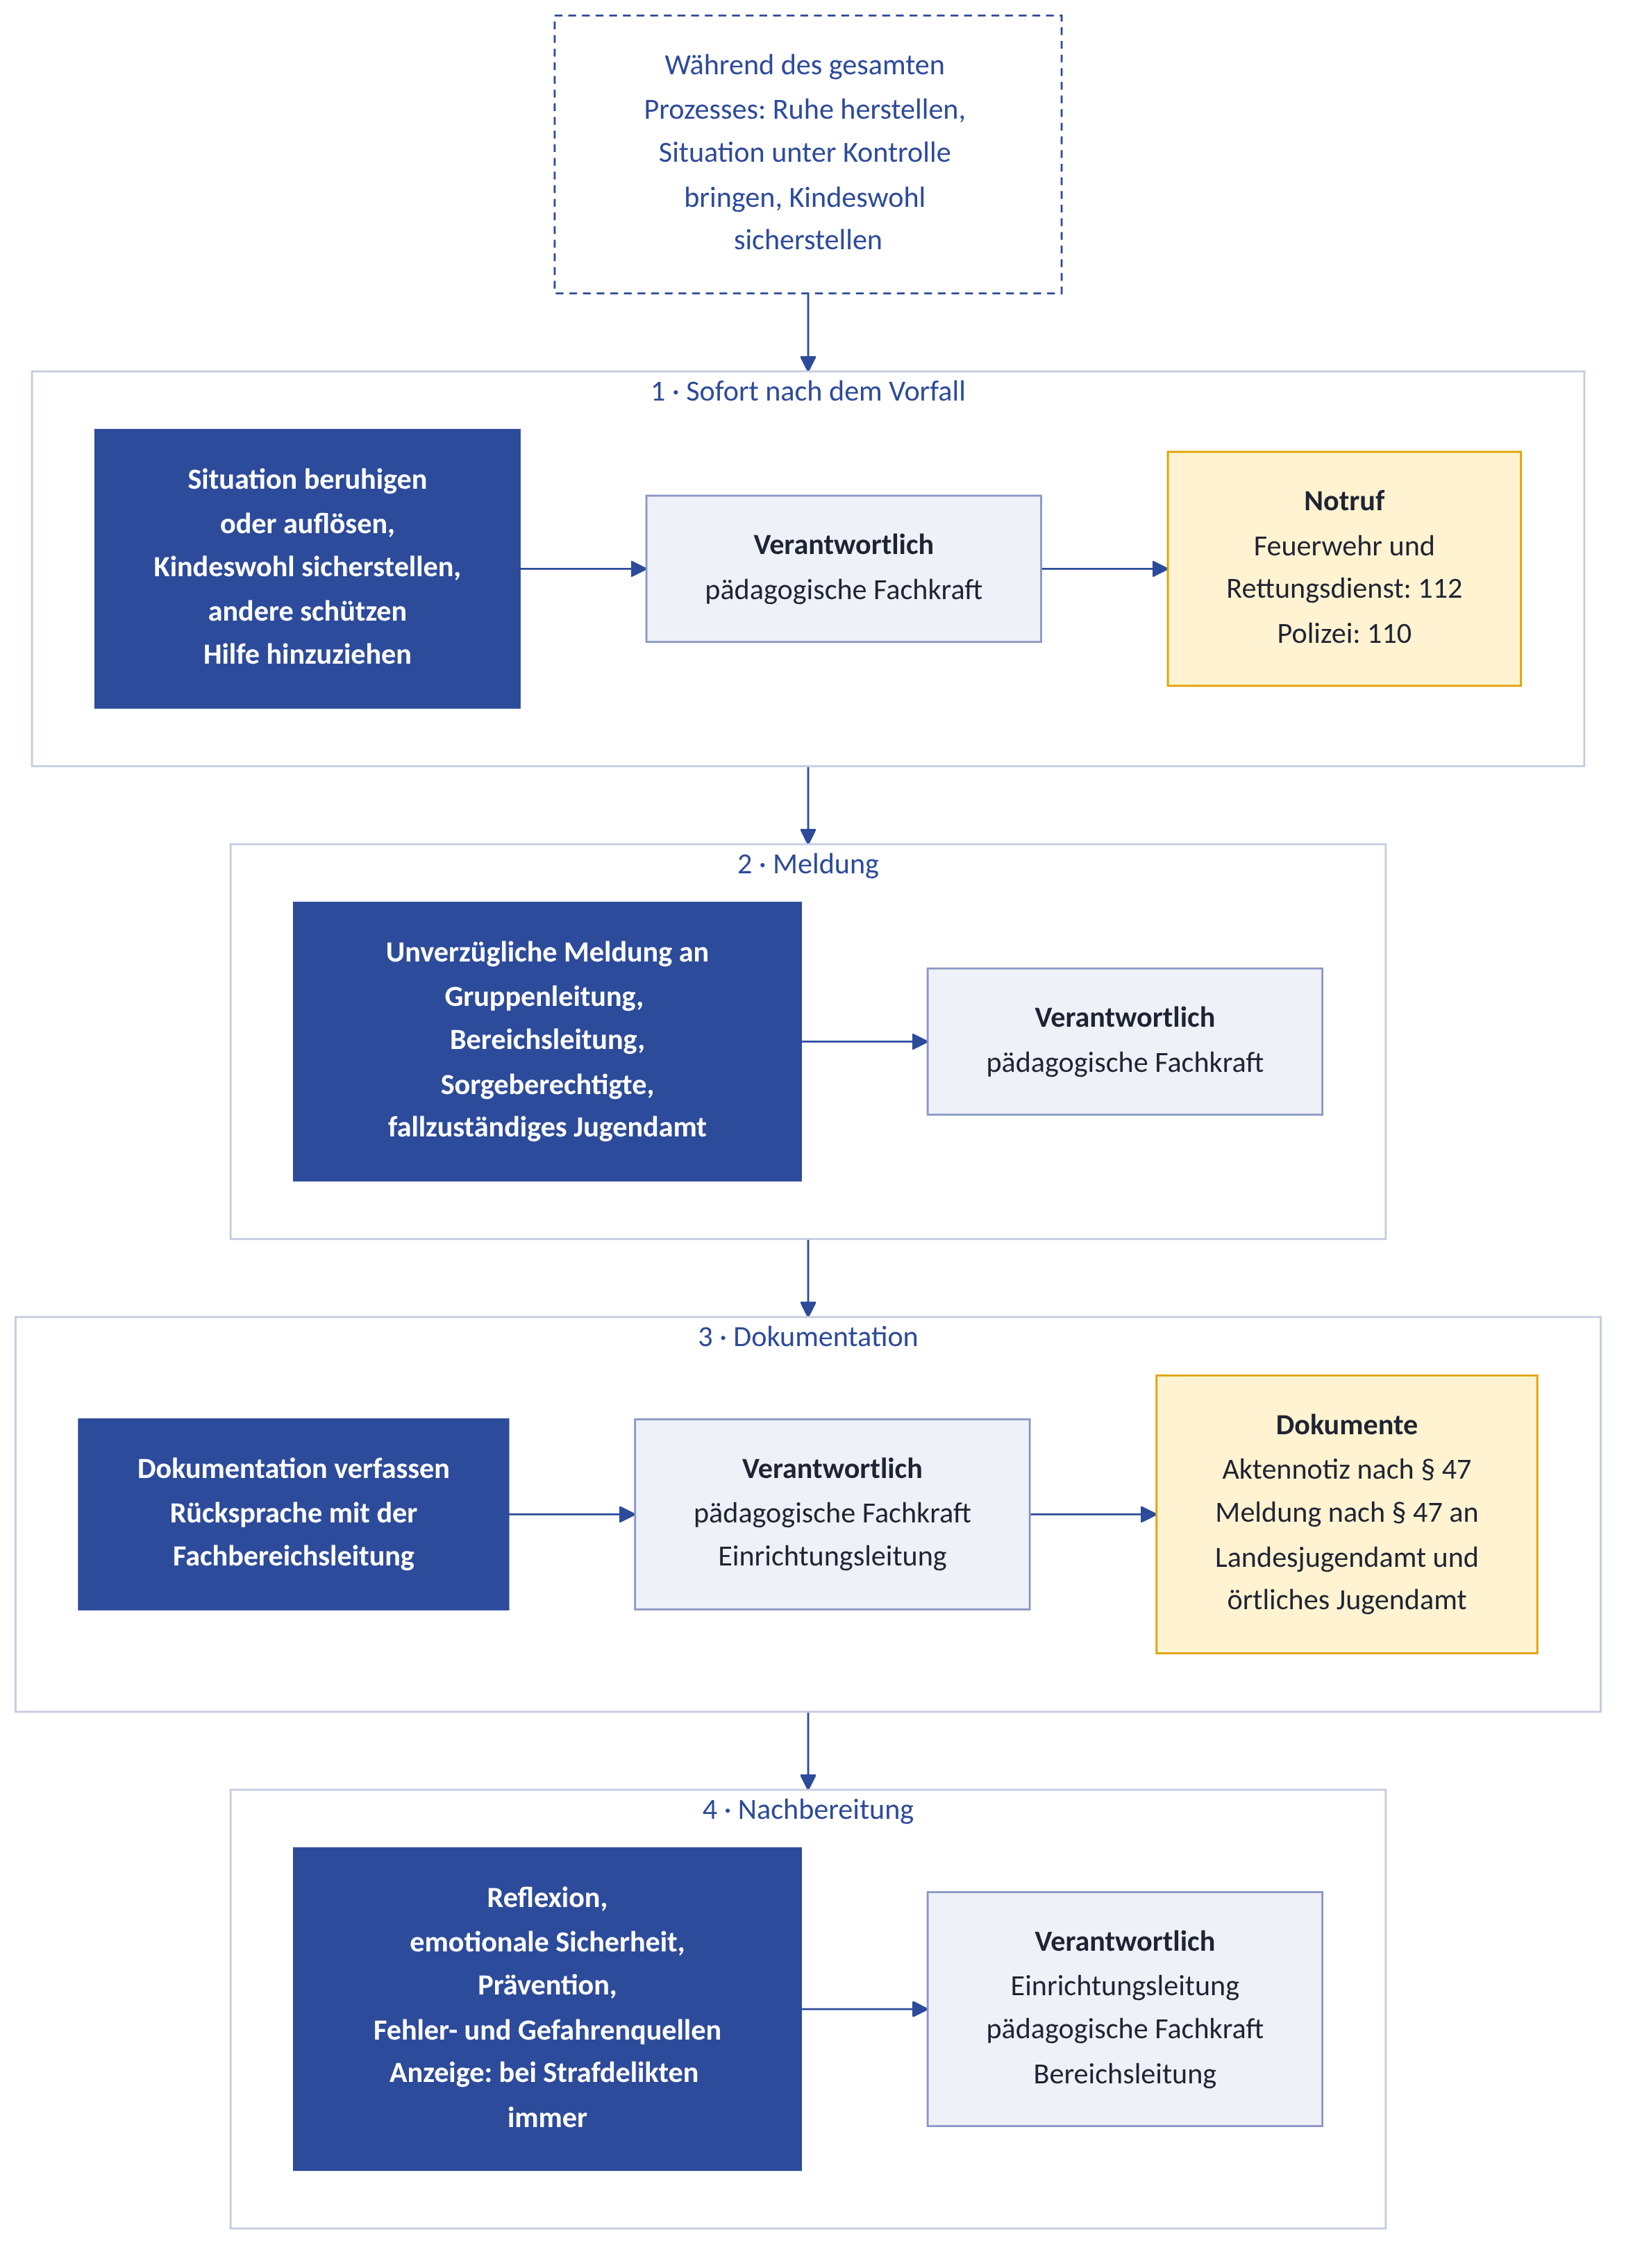 Während des gesamten
Prozesses: Ruhe herstellen,
Situation unter Kontrolle
bringen, Kindeswohl
sicherstellen
1 · Sofort nach dem Vorfall
Situation beruhigen
oder auflösen,
Kindeswohl sicherstellen,
andere schützen
Hilfe hinzuziehen
Verantwortlich
pädagogische Fachkraft
Notruf
Feuerwehr und
Rettungsdienst: 112
Polizei: 110
2 · Meldung
Unverzügliche Meldung an
Gruppenleitung,
Bereichsleitung,
Sorgeberechtigte,
fallzuständiges Jugendamt
Verantwortlich
pädagogische Fachkraft
3 · Dokumentation
Dokumentation verfassen
Rücksprache mit der
Fachbereichsleitung
Verantwortlich
pädagogische Fachkraft
Einrichtungsleitung
Dokumente
Aktennotiz nach § 47
Meldung nach § 47 an
Landesjugendamt und
örtliches Jugendamt
4 · Nachbereitung
Reflexion,
emotionale Sicherheit,
Prävention,
Fehler- und Gefahrenquellen
Anzeige: bei Strafdelikten
immer
Verantwortlich
Einrichtungsleitung
pädagogische Fachkraft
Bereichsleitung